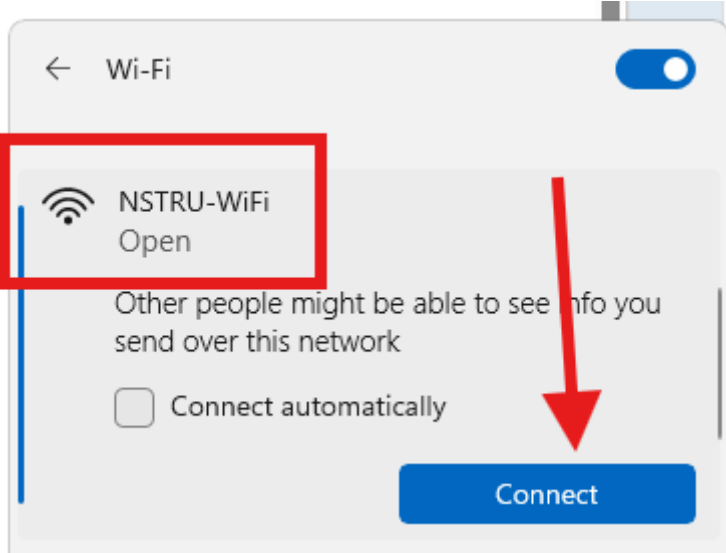 Wi-Fi
NSTRU-WiFi
Open
Other people might be able to see info you
send over this network
Connect automatically
Connect